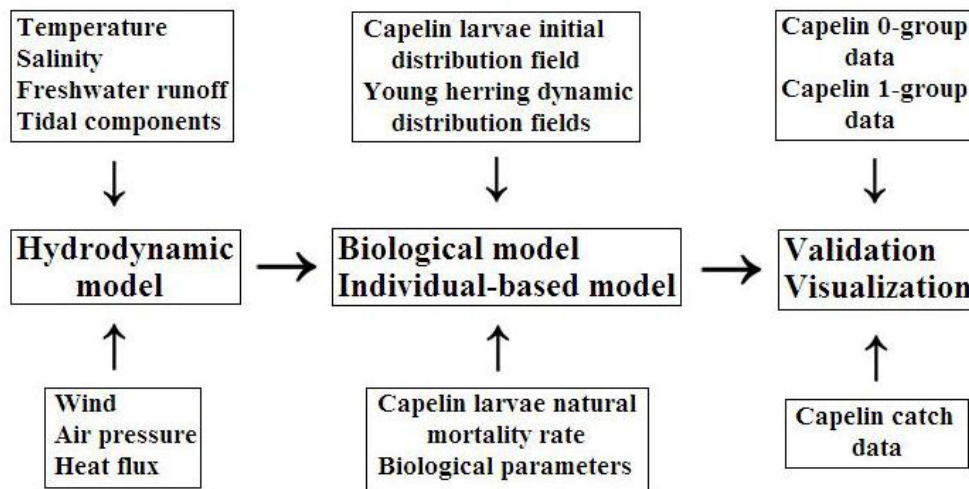 Temperature
Salinity
Freshwater runoff
Tidal components
Capelin larvae initial
distribution field
Young herring dynamic
distribution fields
Capelin 0-group
data
Capelin 1-group
data
Hydrodynamic
model
Biological model
Individual-based model
Validation
Visualization
Wind
Air pressure
Heat flux
Capelin larvae natural
mortality rate
Biological parameters
Capelin catch
data